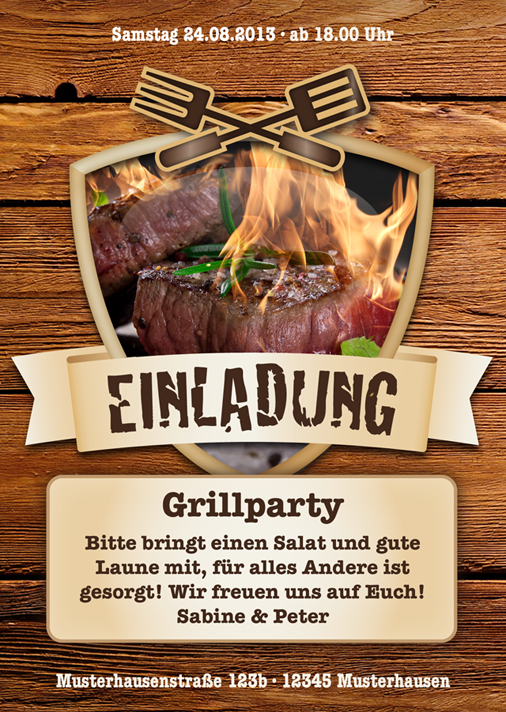 Samstag 24.08.2013 · ab 18.00 Uhr
EINLADUNG
Grillparty
Bitte bringt einen Salat und gute
Laune mit, für alles Andere ist
gesorgt! Wir freuen uns auf Euch!
Sabine & Peter
Musterhausenstraße 123b · 12345 Musterhausen